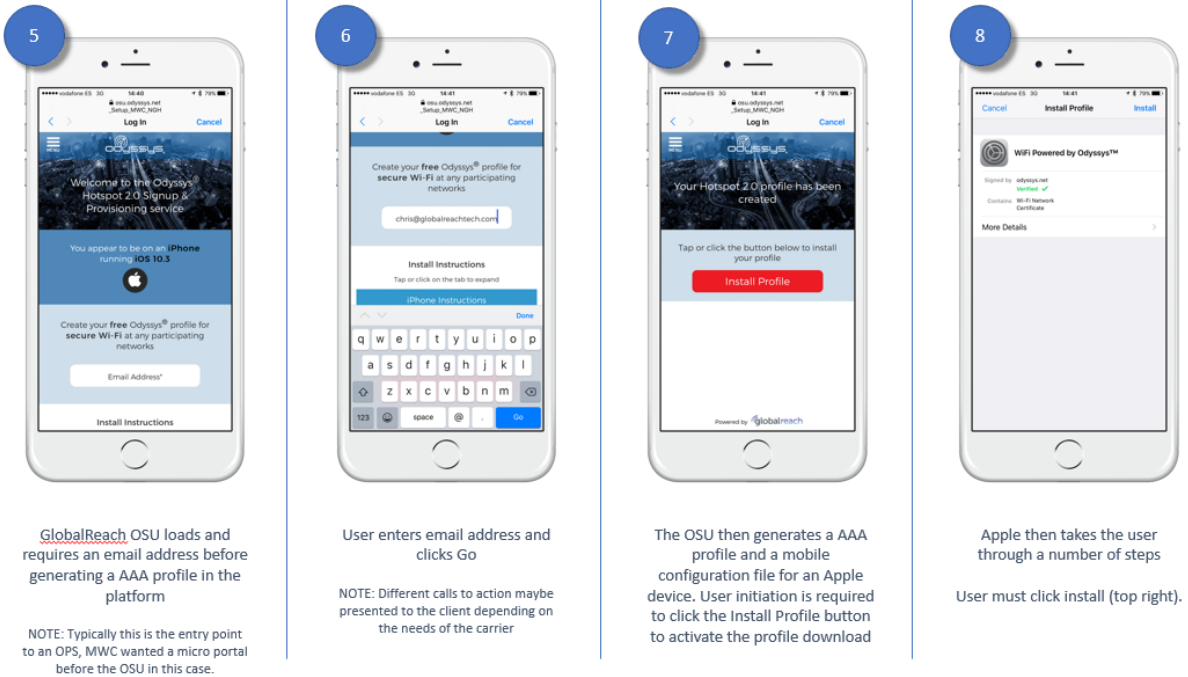 5
vodafone ES 3G 14:40 79%
osu.odyssys.net
_Setup_MWC_NGH
Log In Cancel
MENU
ODYSSYS
Welcome to the Odyssys®
Hotspot 2.0 Signup &
Provisioning service
You appear to be on an iPhone
running iOS 10.3
Create your free Odyssys® profile for
secure Wi-Fi at any participating
networks
Email Address*
Install Instructions
GlobalReach OSU loads and
requires an email address before
generating a AAA profile in the
platform
NOTE: Typically this is the entry point
to an OPS, MWC wanted a micro portal
before the OSU in this case.
6
vodafone ES 3G 14:41 79%
osu.odyssys.net
_Setup_MWC_NGH
Log In Cancel
Create your free Odyssys® profile for
secure Wi-Fi at any participating
networks
chris@globalreachtech.com
Install Instructions
Tap or click on the tab to expand
iPhone Instructions
Done
q w e r t y u i o p
a s d f g h j k l
z x c v b n m
123 space @ . Go
User enters email address and
clicks Go
NOTE: Different calls to action maybe
presented to the client depending on
the needs of the carrier
7
vodafone ES 3G 14:41 79%
osu.odyssys.net
_Setup_MWC_NGH
Log In Cancel
MENU
ODYSSYS
Your Hotspot 2.0 profile has been
created
Tap or click the button below to install
your profile
Install Profile
Powered by globalreach
The OSU then generates a AAA
profile and a mobile
configuration file for an Apple
device. User initiation is required
to click the Install Profile button
to activate the profile download
8
vodafone ES 3G 14:41 79%
Cancel Install Profile Install
WiFi Powered by Odyssys™
Signed by odyssys.net
Verified ✓
Contains Wi-Fi Network
Certificate
More Details
Apple then takes the user
through a number of steps
User must click install (top right).